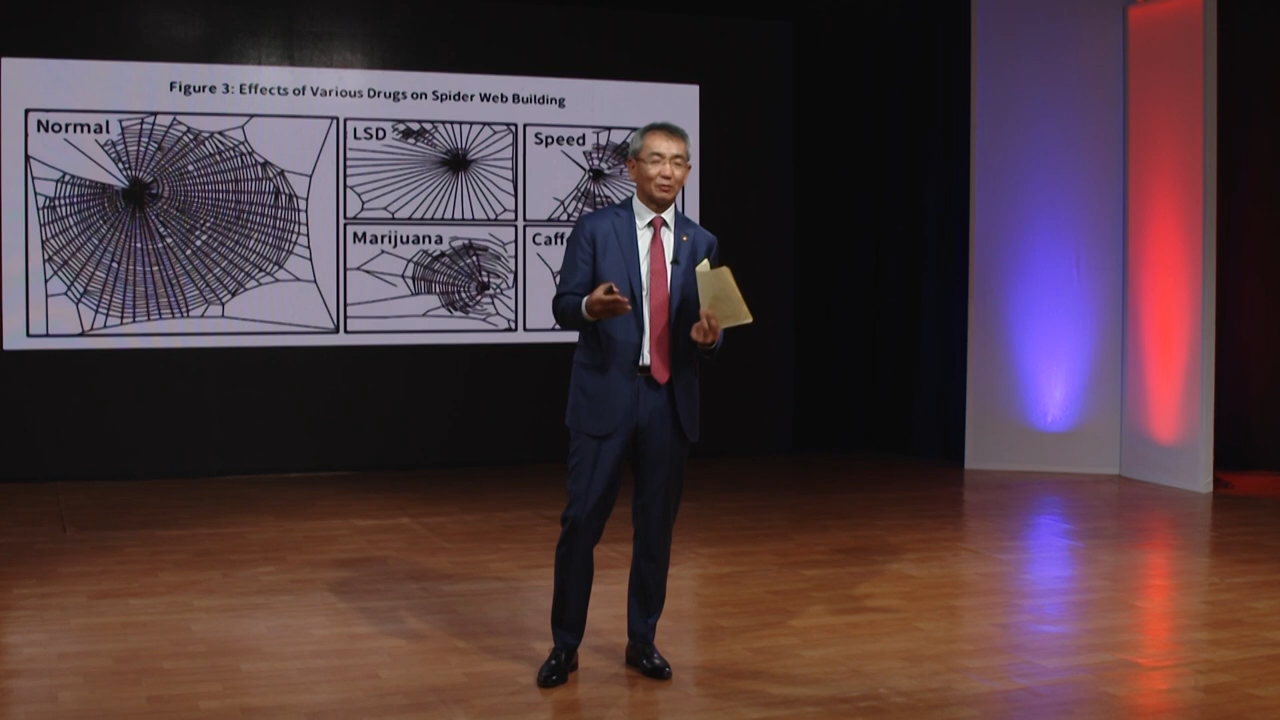 Figure 3: Effects of Various Drugs on Spider Web Building
Normal
LSD
Speed
Marijuana